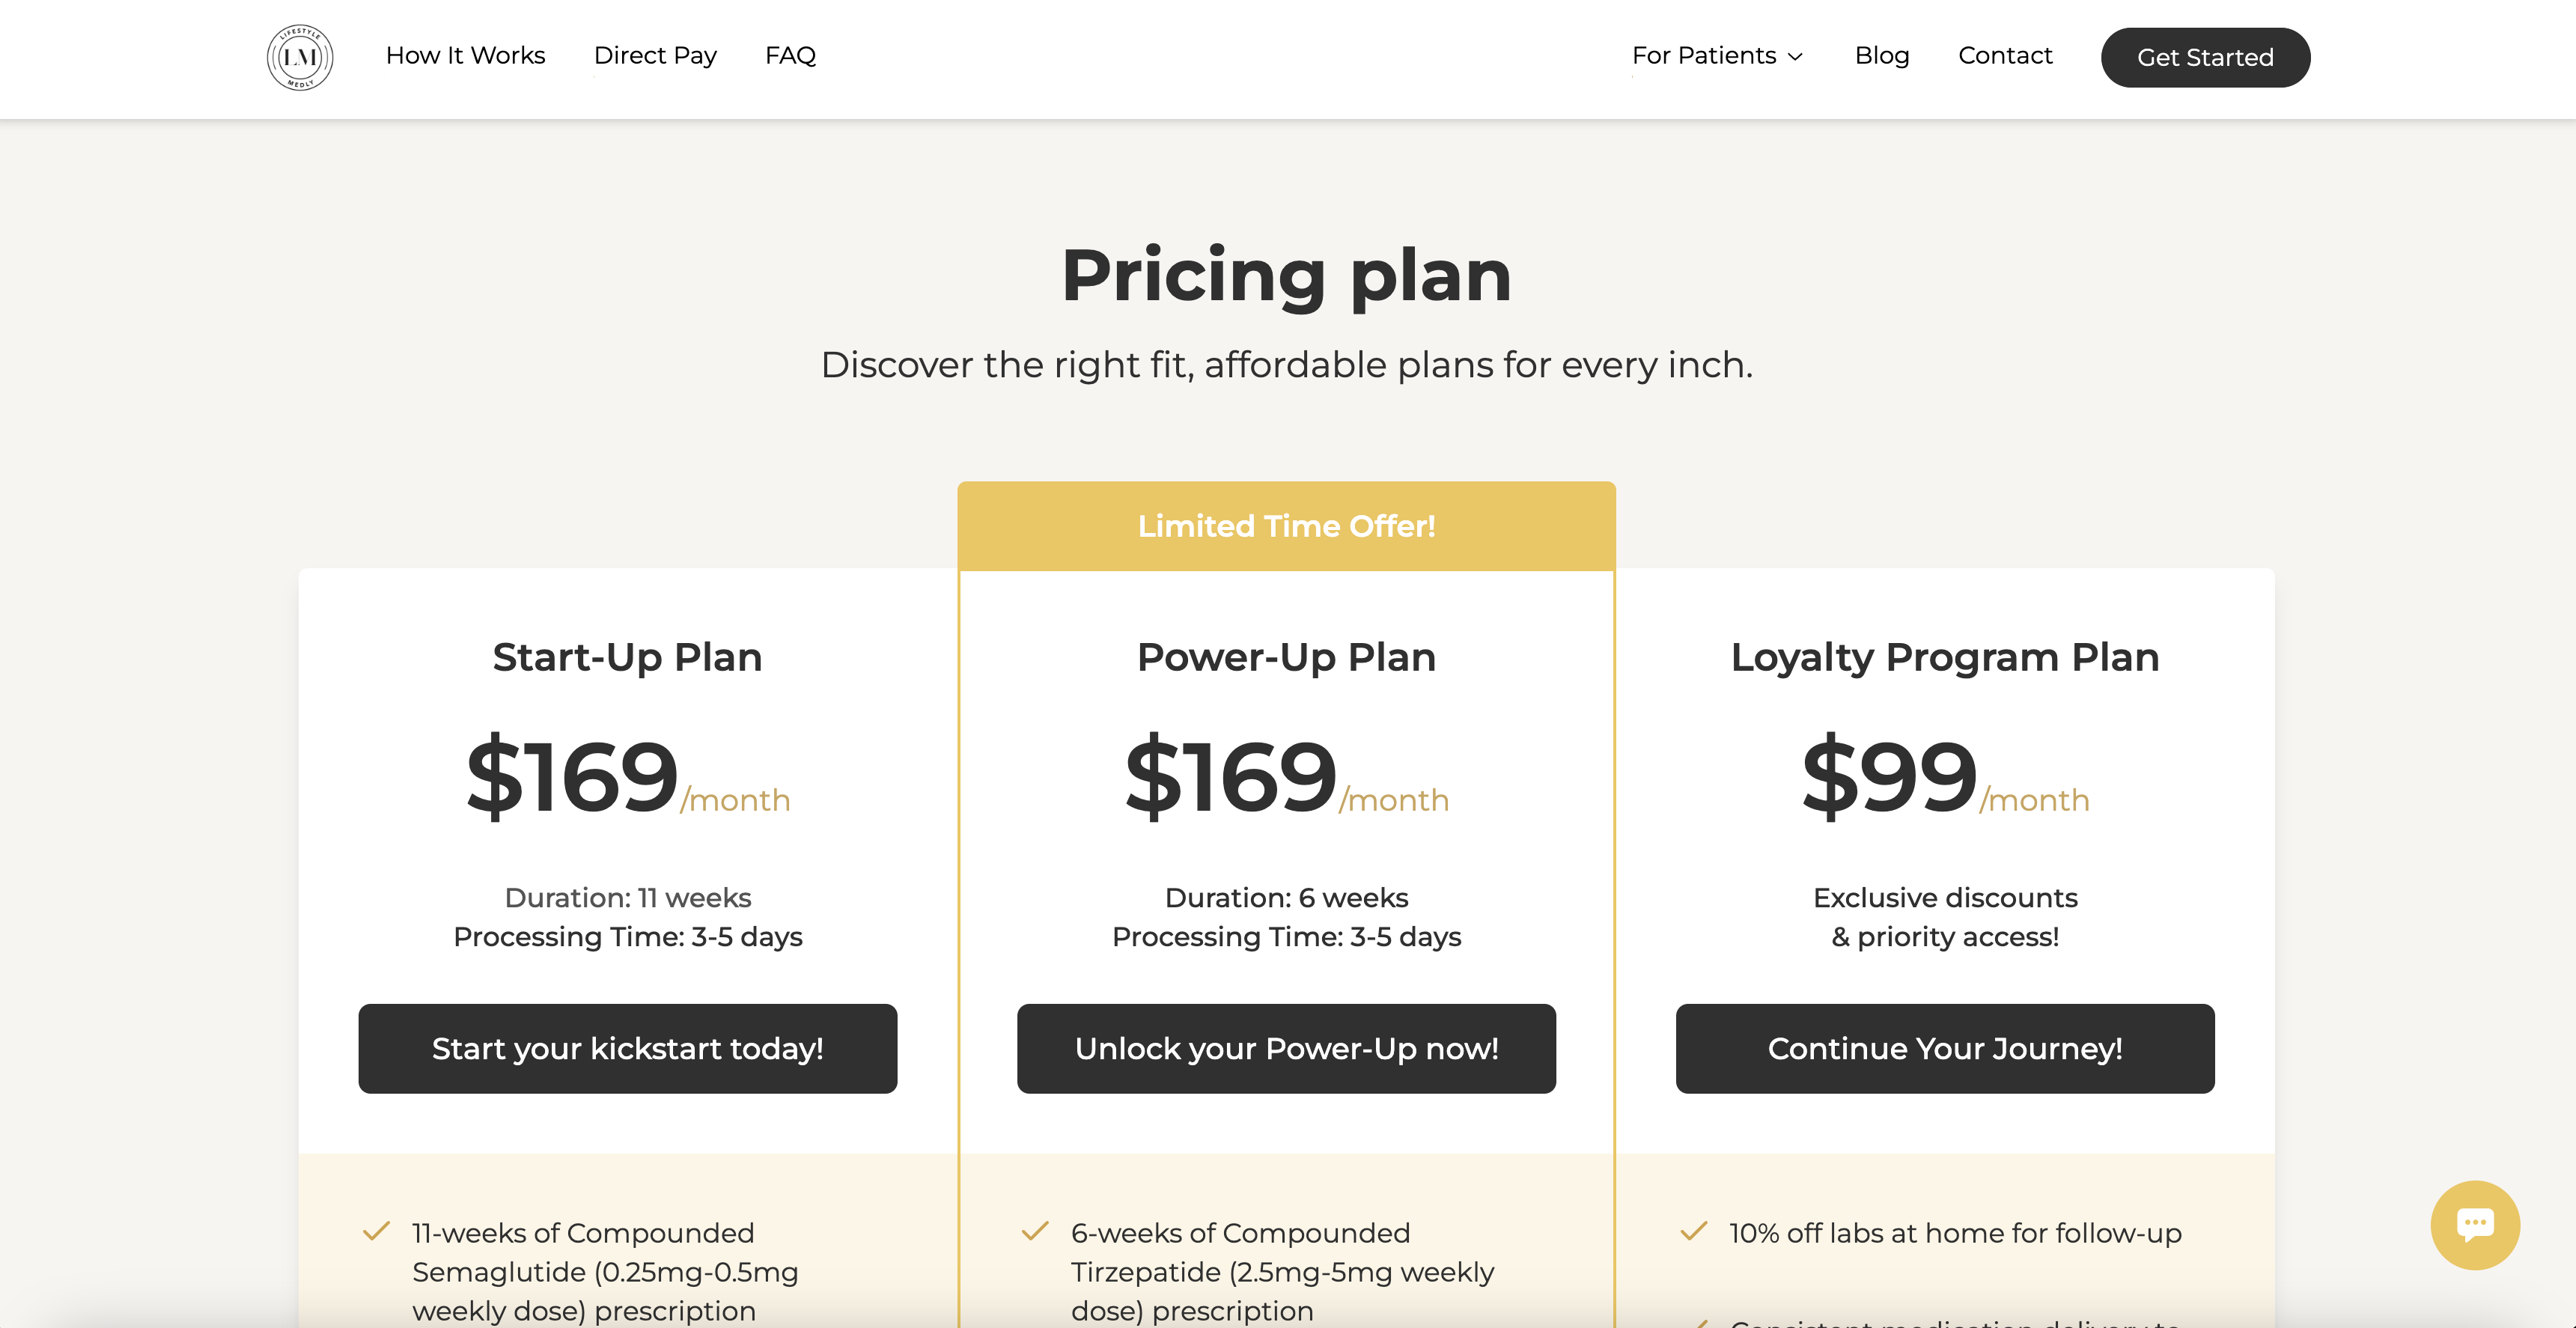 LIFESTYLE
LM
MEDLY
How It Works
Direct Pay
FAQ
For Patients
Blog
Contact
Get Started
Pricing plan
Discover the right fit, affordable plans for every inch.
Limited Time Offer!
Start-Up Plan
$169/month
Duration: 11 weeks
Processing Time: 3-5 days
Start your kickstart today!
11-weeks of Compounded
Semaglutide (0.25mg-0.5mg
weekly dose) prescription
Power-Up Plan
$169/month
Duration: 6 weeks
Processing Time: 3-5 days
Unlock your Power-Up now!
6-weeks of Compounded
Tirzepatide (2.5mg-5mg weekly
dose) prescription
Loyalty Program Plan
$99/month
Exclusive discounts
& priority access!
Continue Your Journey!
10% off labs at home for follow-up
Consistent medication delivery to